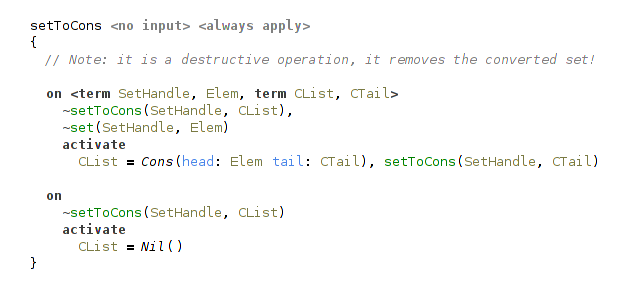 setToCons <no input> <always apply>
{
// Note: it is a destructive operation, it removes the converted set!
on <term SetHandle, Elem, term CList, CTail>
~setToCons(SetHandle, CList),
~set(SetHandle, Elem)
activate
CList = Cons(head: Elem tail: CTail), setToCons(SetHandle, CTail)
on
~setToCons(SetHandle, CList)
activate
CList = Nil()
}